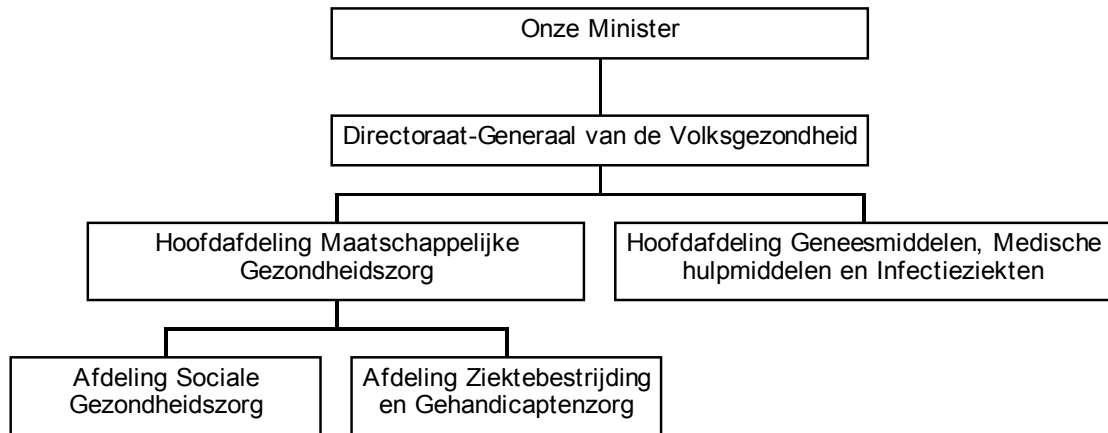 Onze Minister
Directoraat-Generaal van de Volksgezondheid
Hoofdafdeling Maatschappelijke
Gezondheidszorg
Hoofdafdeling Geneesmiddelen, Medische
hulpmiddelen en Infectieziekten
Afdeling Sociale
Gezondheidszorg
Afdeling Ziektebestrijding
en Gehandicaptenzorg